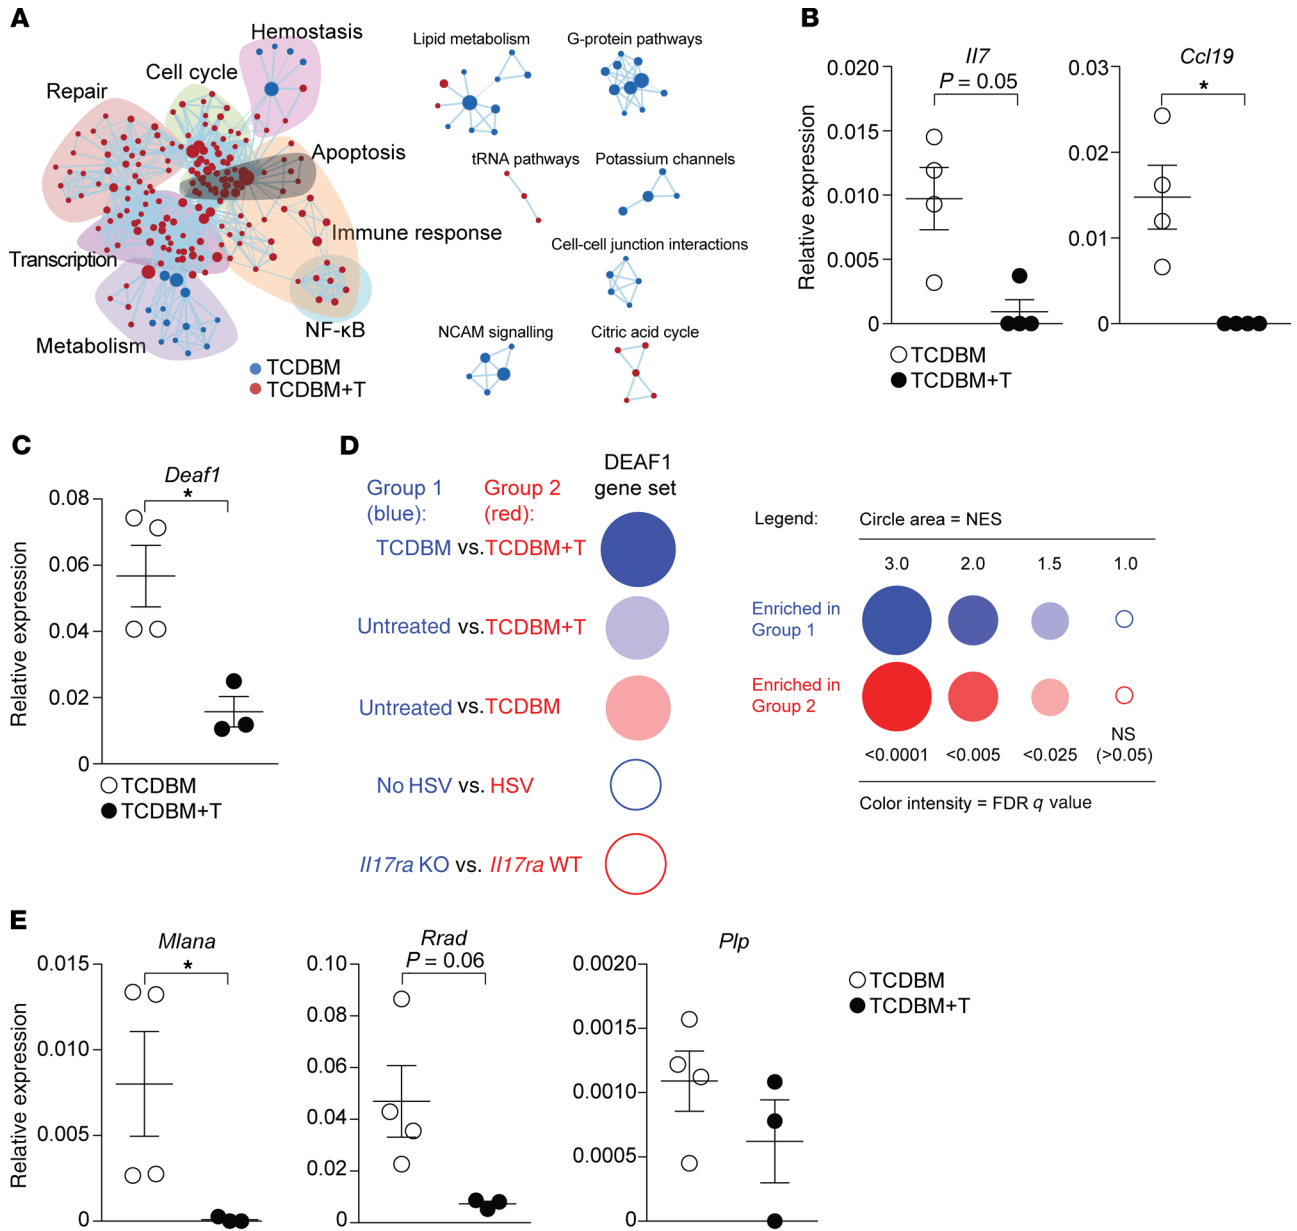 A
Hemostasis
Cell cycle
Repair
Apoptosis
Immune response
Transcription
NF-κB
Metabolism
TCDBM
TCDBM+T
Lipid metabolism
G-protein pathways
tRNA pathways
Potassium channels
Cell-cell junction interactions
NCAM signalling
Citric acid cycle
B
Il7
P = 0.05
Relative expression
0.020
0.015
0.010
0.005
0
Ccl19
*
0.03
0.02
0.01
0
TCDBM
TCDBM+T
C
Deaf1
*
Relative expression
0.08
0.06
0.04
0.02
0
TCDBM
TCDBM+T
D
Group 1
(blue):
Group 2
(red):
DEAF1
gene set
TCDBM vs. TCDBM+T
Untreated vs. TCDBM+T
Untreated vs. TCDBM
No HSV vs. HSV
Il17ra KO vs. Il17ra WT
Legend:
Circle area = NES
3.0 2.0 1.5 1.0
Enriched in
Group 1
Enriched in
Group 2
<0.0001 <0.005 <0.025 NS
(>0.05)
Color intensity = FDR q value
E
Mlana
*
Relative expression
0.015
0.010
0.005
0
Rrad
P = 0.06
0.10
0.08
0.06
0.04
0.02
0
Plp
0.0020
0.0015
0.0010
0.0005
0
TCDBM
TCDBM+T